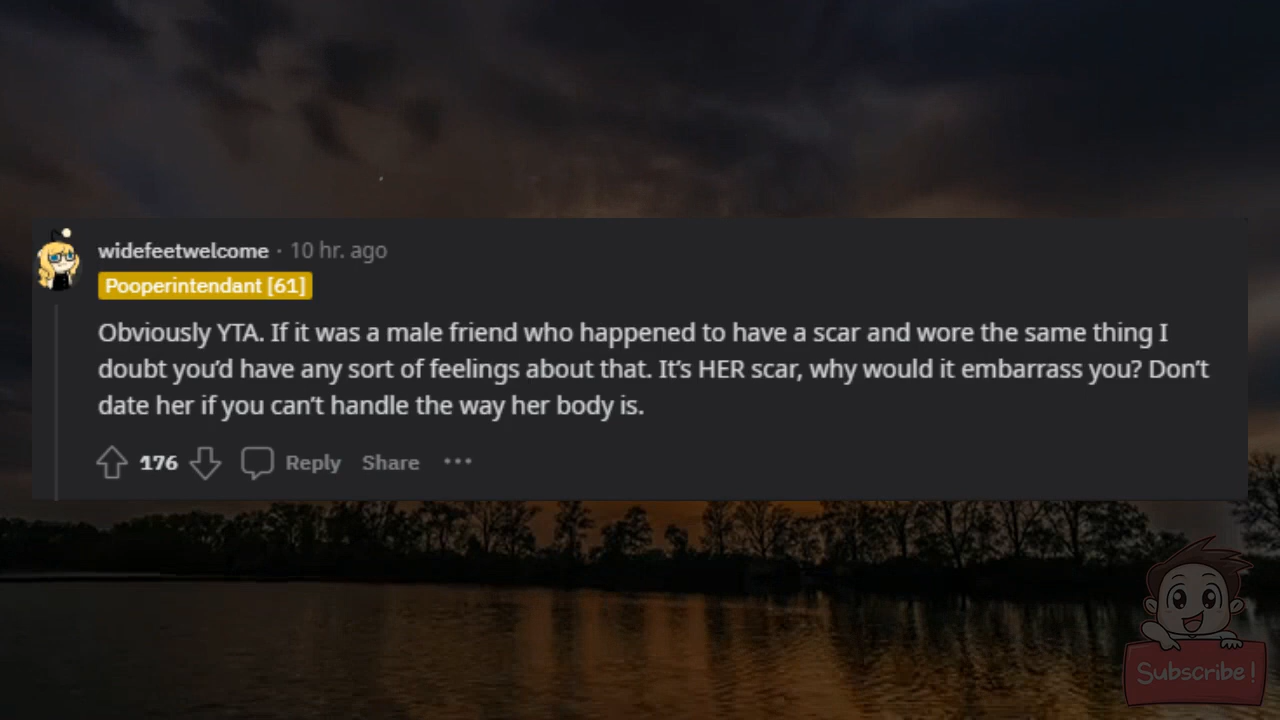 widefeetwelcome · 10 hr. ago
Pooperintendant [61]
Obviously YTA. If it was a male friend who happened to have a scar and wore the same thing I
doubt you’d have any sort of feelings about that. It’s HER scar, why would it embarrass you? Don’t
date her if you can’t handle the way her body is.
176 Reply Share ···
Subscribe!